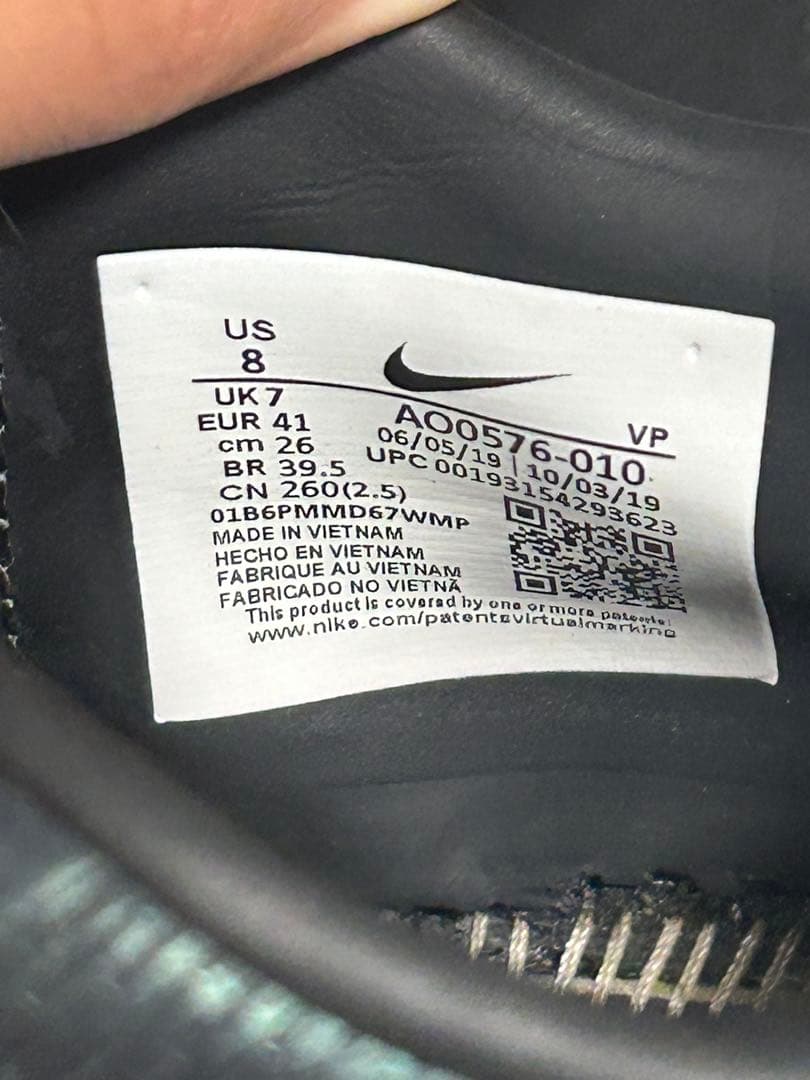 US
8
UK 7
EUR 41
cm 26
BR 39.5
CN 260(2.5)
VP
AO0576-010
06/05/19 | 10/03/19
UPC 00193154293623
01B6PMMD67WMP
MADE IN VIETNAM
HECHO EN VIETNAM
FABRIQUE AU VIETNAM
FABRICADO NO VIETNÃ
This product is covered by one or more patents:
www.nike.com/patentsvirtualmarking